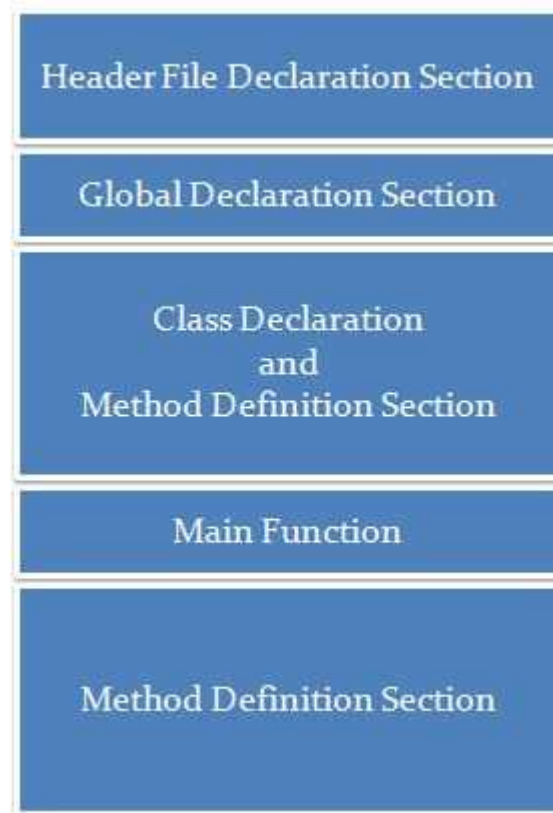 Header File Declaration Section
Global Declaration Section
Class Declaration
and
Method Definition Section
Main Function
Method Definition Section